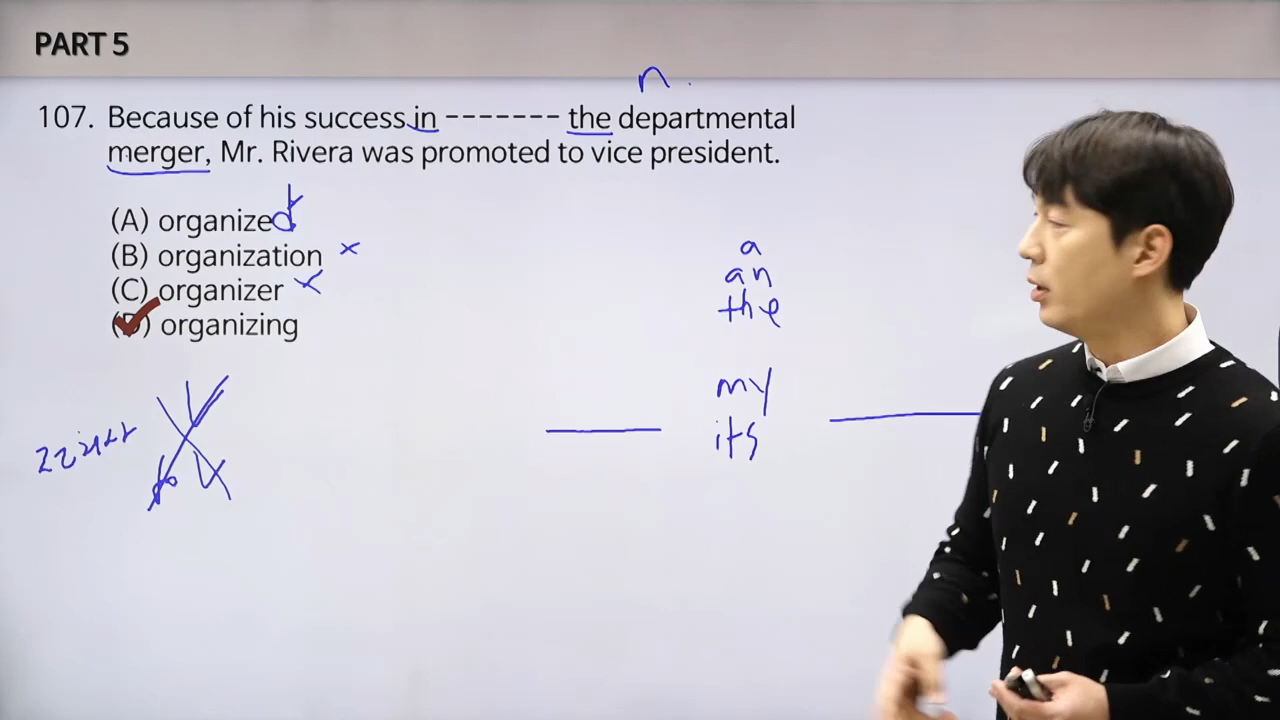 PART 5
n.
107. Because of his success in ------- the departmental
merger, Mr. Rivera was promoted to vice president.
(A) organized
(B) organization ×
(C) organizer ×
(D) organizing
a
an
the
my
its